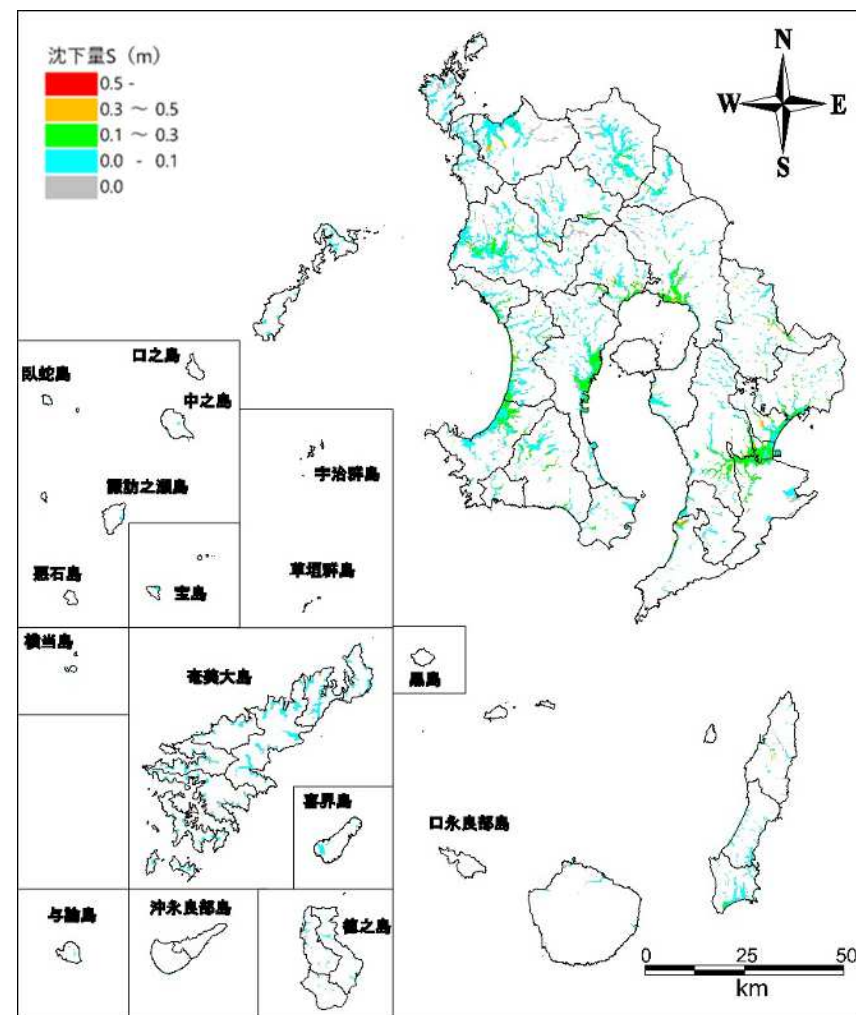 沈下量S（m）
0.5 -
0.3 ～ 0.5
0.1 ～ 0.3
0.0 - 0.1
0.0
N
W E
S
口之島
臥蛇島
中之島
諏訪之瀬島
悪石島
宝島
宇治群島
草垣群島
横当島
奄美大島
黒島
喜界島
口永良部島
与論島
沖永良部島
徳之島
0 25 50
km